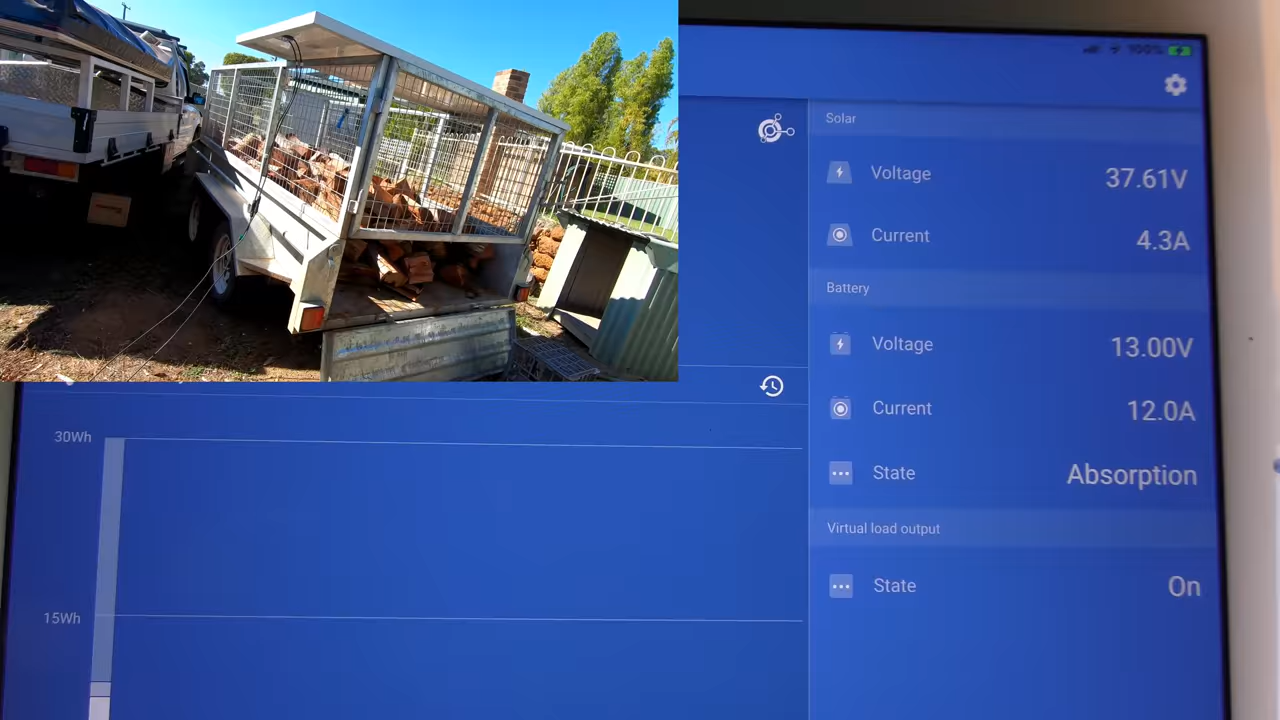 100%
Solar
Voltage 37.61V
Current 4.3A
Battery
Voltage 13.00V
Current 12.0A
State Absorption
Virtual load output
State On
30Wh
15Wh